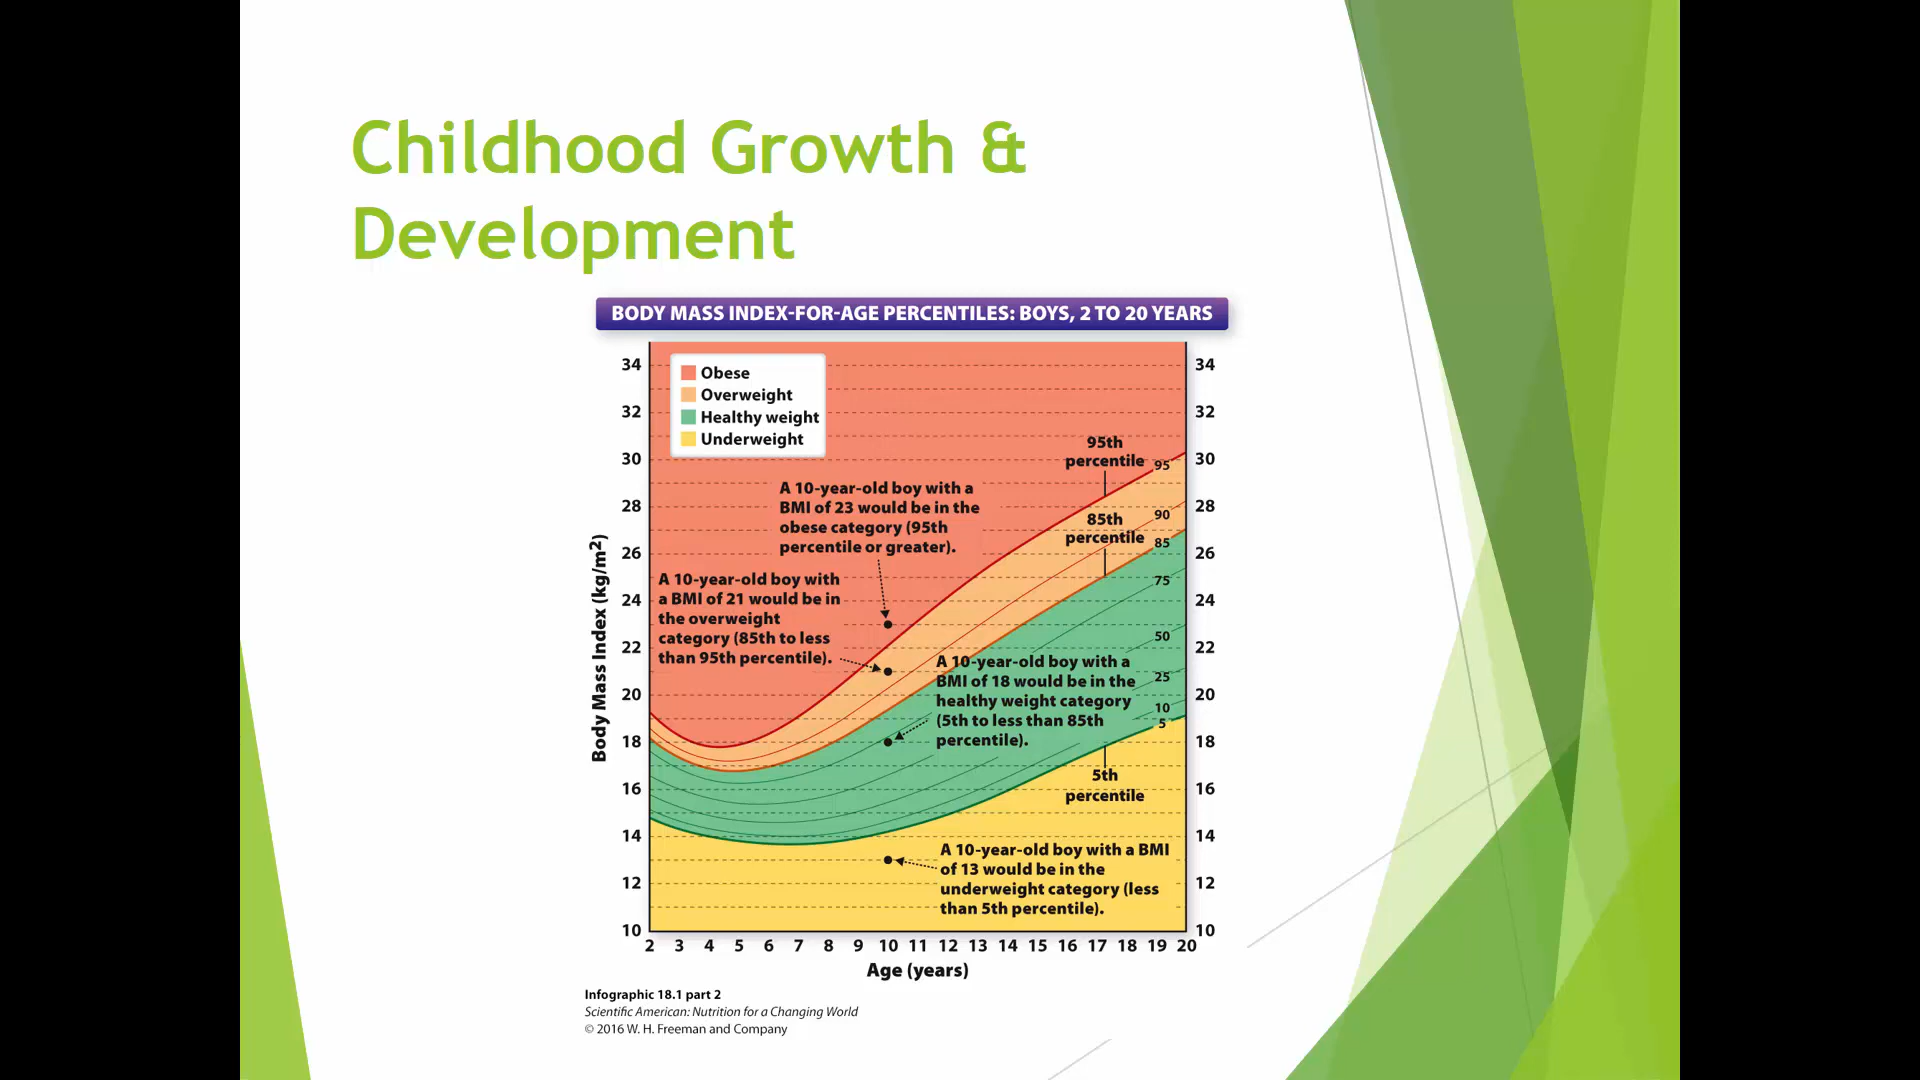 Childhood Growth &
Development
BODY MASS INDEX-FOR-AGE PERCENTILES: BOYS, 2 TO 20 YEARS
Obese
Overweight
Healthy weight
Underweight
34
32
30
28
26
24
22
20
18
16
14
12
10
Body Mass Index (kg/m²)
A 10-year-old boy with a
BMI of 23 would be in the
obese category (95th
percentile or greater).
A 10-year-old boy with
a BMI of 21 would be in
the overweight
category (85th to less
than 95th percentile).
A 10-year-old boy with a
BMI of 18 would be in the
healthy weight category
(5th to less than 85th
percentile).
A 10-year-old boy with a BMI
of 13 would be in the
underweight category (less
than 5th percentile).
95th
percentile
85th
percentile
5th
percentile
95
90
85
75
50
25
10
5
34
32
30
28
26
24
22
20
18
16
14
12
10
2 3 4 5 6 7 8 9 10 11 12 13 14 15 16 17 18 19 20
Age (years)
Infographic 18.1 part 2
Scientific American: Nutrition for a Changing World
© 2016 W. H. Freeman and Company